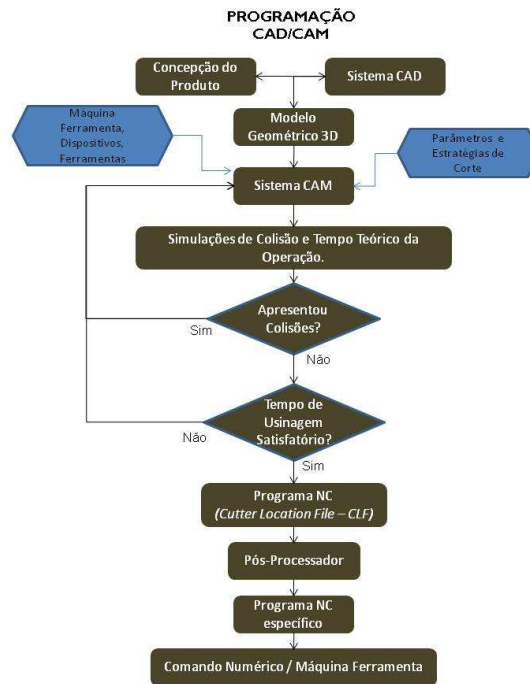 PROGRAMAÇÃO
CAD/CAM
Concepção do
Produto
Sistema CAD
Modelo
Geométrico 3D
Máquina
Ferramenta,
Dispositivos,
Ferramentas
Parâmetros e
Estratégias de
Corte
Sistema CAM
Simulações de Colisão e Tempo Teórico da
Operação.
Apresentou
Colisões?
Sim
Não
Tempo de
Usinagem
Satisfatório?
Não
Sim
Programa NC
(Cutter Location File – CLF)
Pós-Processador
Programa NC
específico
Comando Numérico / Máquina Ferramenta